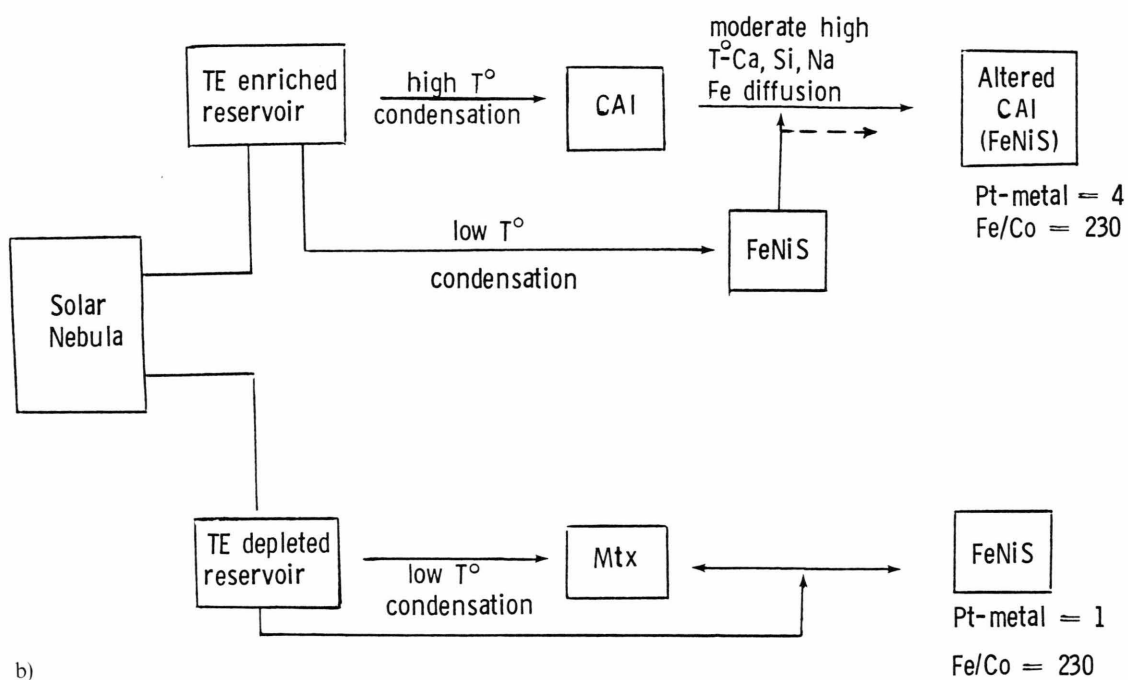 TE enriched
reservoir
high T°
condensation
CAI
moderate high
T°-Ca, Si, Na
Fe diffusion
Altered
CAI
(FeNiS)
Pt-metal = 4
Fe/Co = 230
low T°
condensation
FeNiS
Solar
Nebula
TE depleted
reservoir
low T°
condensation
Mtx
FeNiS
Pt-metal = 1
Fe/Co = 230
b)